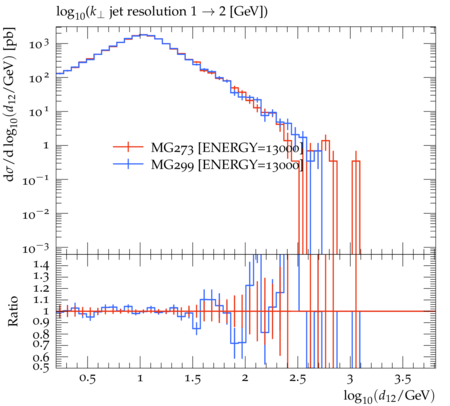 log₁₀(k⊥ jet resolution 1 → 2 [GeV])
dσ/d log₁₀(d₁₂/GeV) [pb]
10³
10²
10¹
1
10⁻¹
10⁻²
10⁻³
MG273 [ENERGY=13000]
MG299 [ENERGY=13000]
Ratio
1.4
1.3
1.2
1.1
1
0.9
0.8
0.7
0.6
0.5
0.5 1 1.5 2 2.5 3 3.5
log₁₀(d₁₂/GeV)